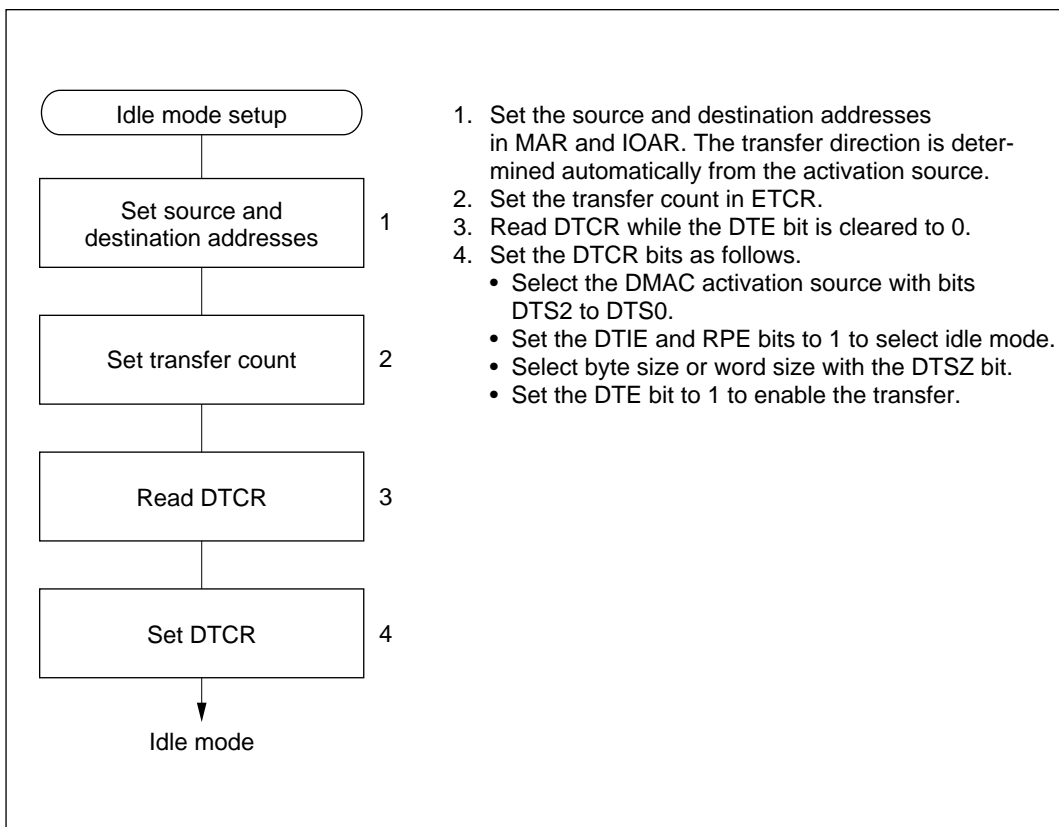 Idle mode setup
Set source and
destination addresses
1
Set transfer count
2
Read DTCR
3
Set DTCR
4
Idle mode
1. Set the source and destination addresses
in MAR and IOAR. The transfer direction is deter-
mined automatically from the activation source.
2. Set the transfer count in ETCR.
3. Read DTCR while the DTE bit is cleared to 0.
4. Set the DTCR bits as follows.
• Select the DMAC activation source with bits
DTS2 to DTS0.
• Set the DTIE and RPE bits to 1 to select idle mode.
• Select byte size or word size with the DTSZ bit.
• Set the DTE bit to 1 to enable the transfer.